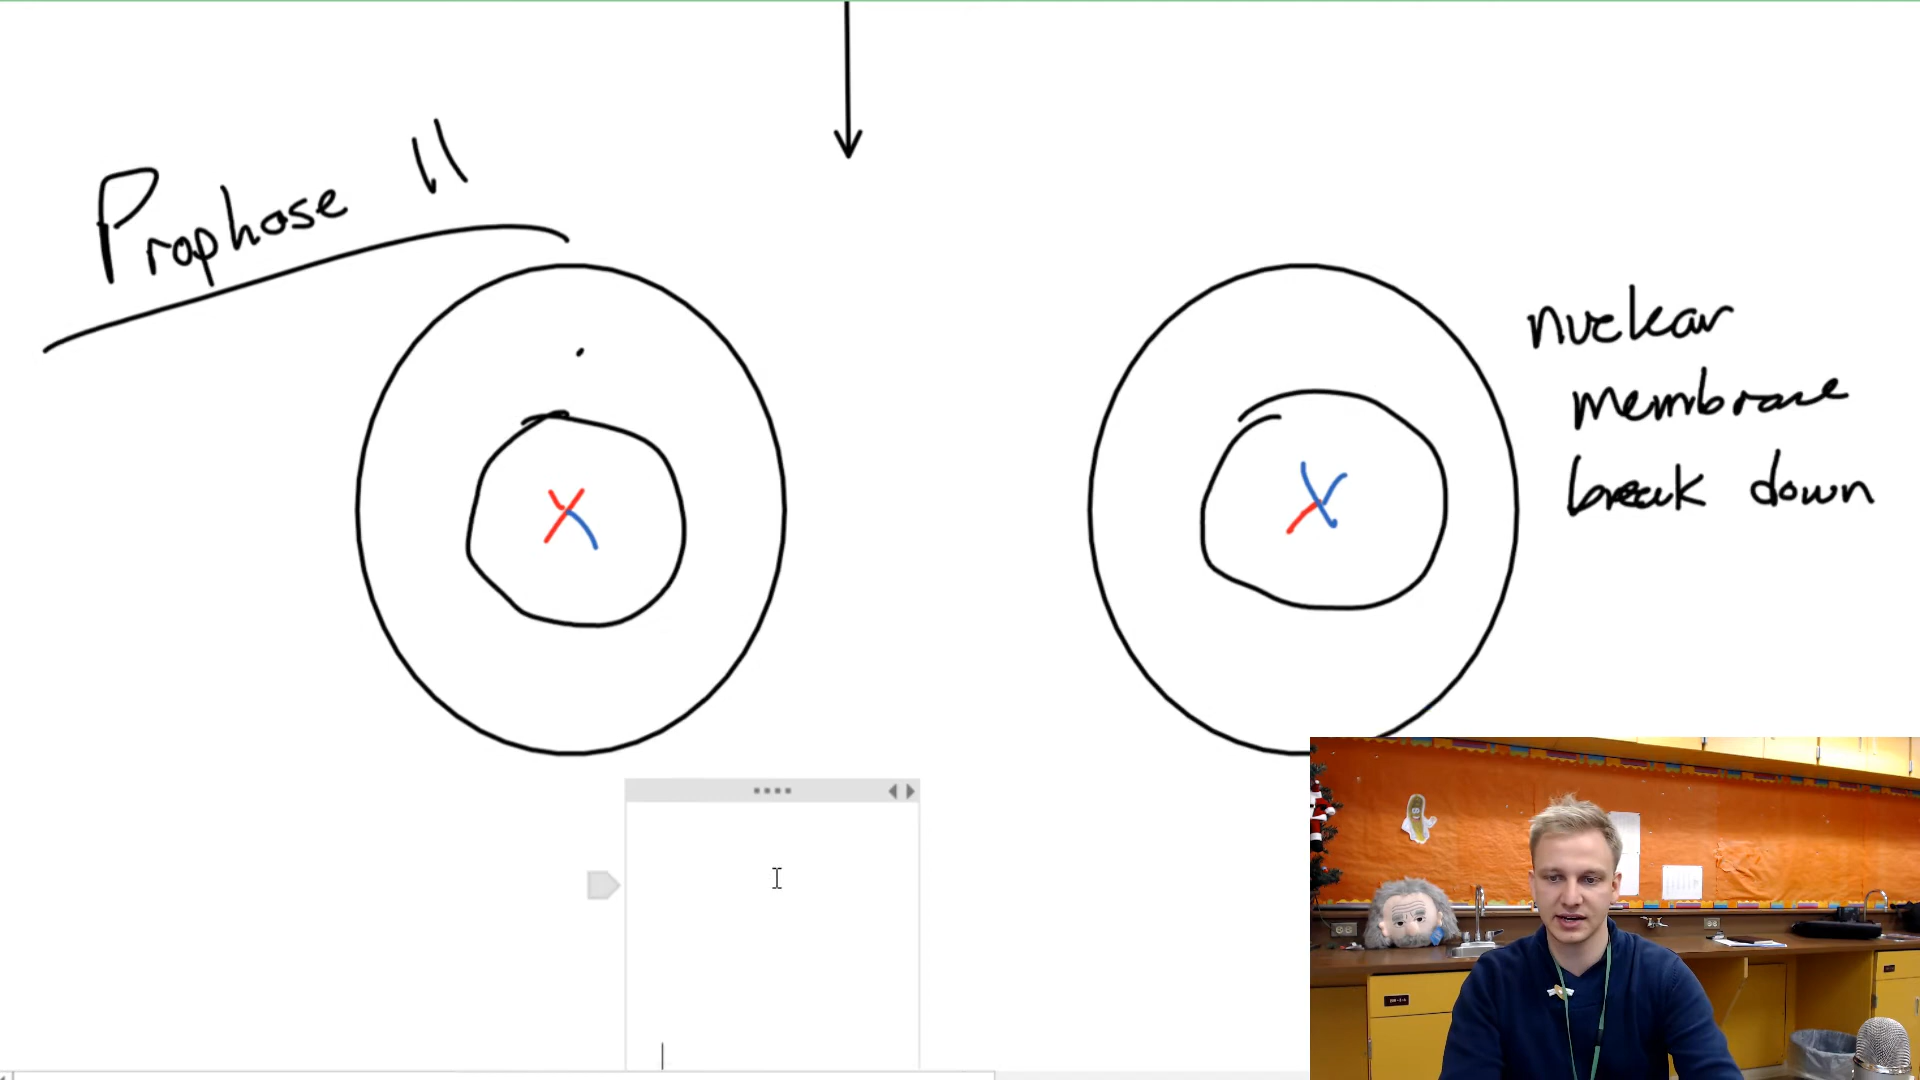 Prophase II
nuclear
membrane
break down